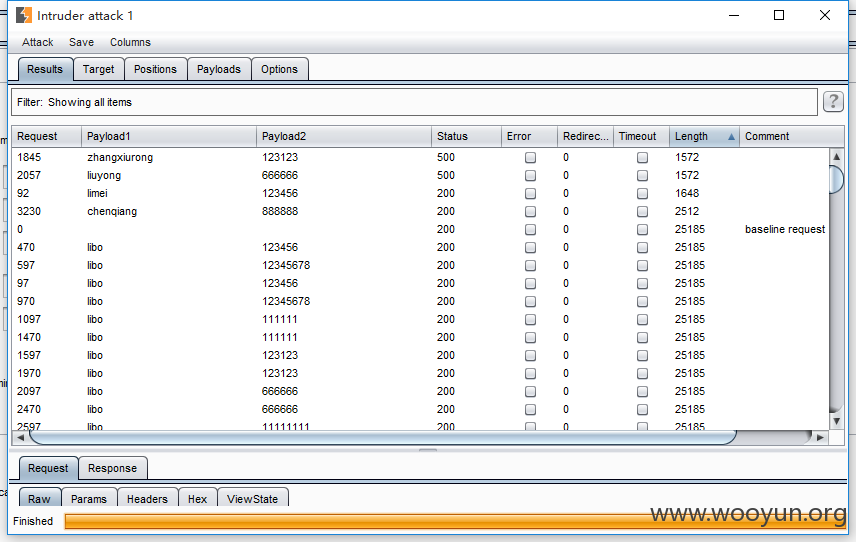 Intruder attack 1
Attack Save Columns
Results Target Positions Payloads Options
Filter: Showing all items ?
Request Payload1 Payload2 Status Error Redirec... Timeout Length Comment
1845 zhangxiurong 123123 500 0 1572
2057 liuyong 666666 500 0 1572
92 limei 123456 200 0 1648
3230 chenqiang 888888 200 0 2512
0 200 0 25185 baseline request
470 libo 123456 200 0 25185
597 libo 12345678 200 0 25185
97 libo 123456 200 0 25185
970 libo 12345678 200 0 25185
1097 libo 111111 200 0 25185
1470 libo 111111 200 0 25185
1597 libo 123123 200 0 25185
1970 libo 123123 200 0 25185
2097 libo 666666 200 0 25185
2470 libo 666666 200 0 25185
2597 libo 11111111 200 0 25185
Request Response
Raw Params Headers Hex ViewState
Finished
www.wooyun.org